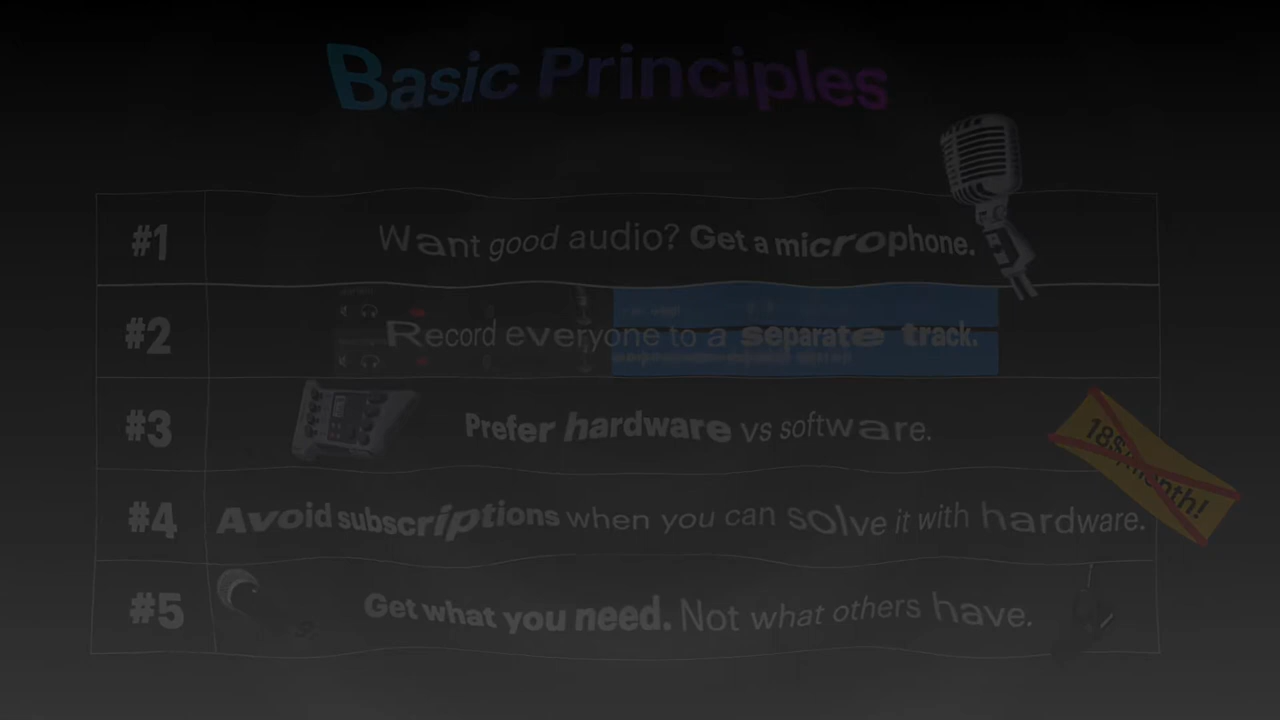 Basic Principles
#1 Want good audio? Get a microphone.
#2 Record everyone to a separate track.
#3 Prefer hardware vs software.
18$/month!
#4 Avoid subscriptions when you can solve it with hardware.
#5 Get what you need. Not what others have.